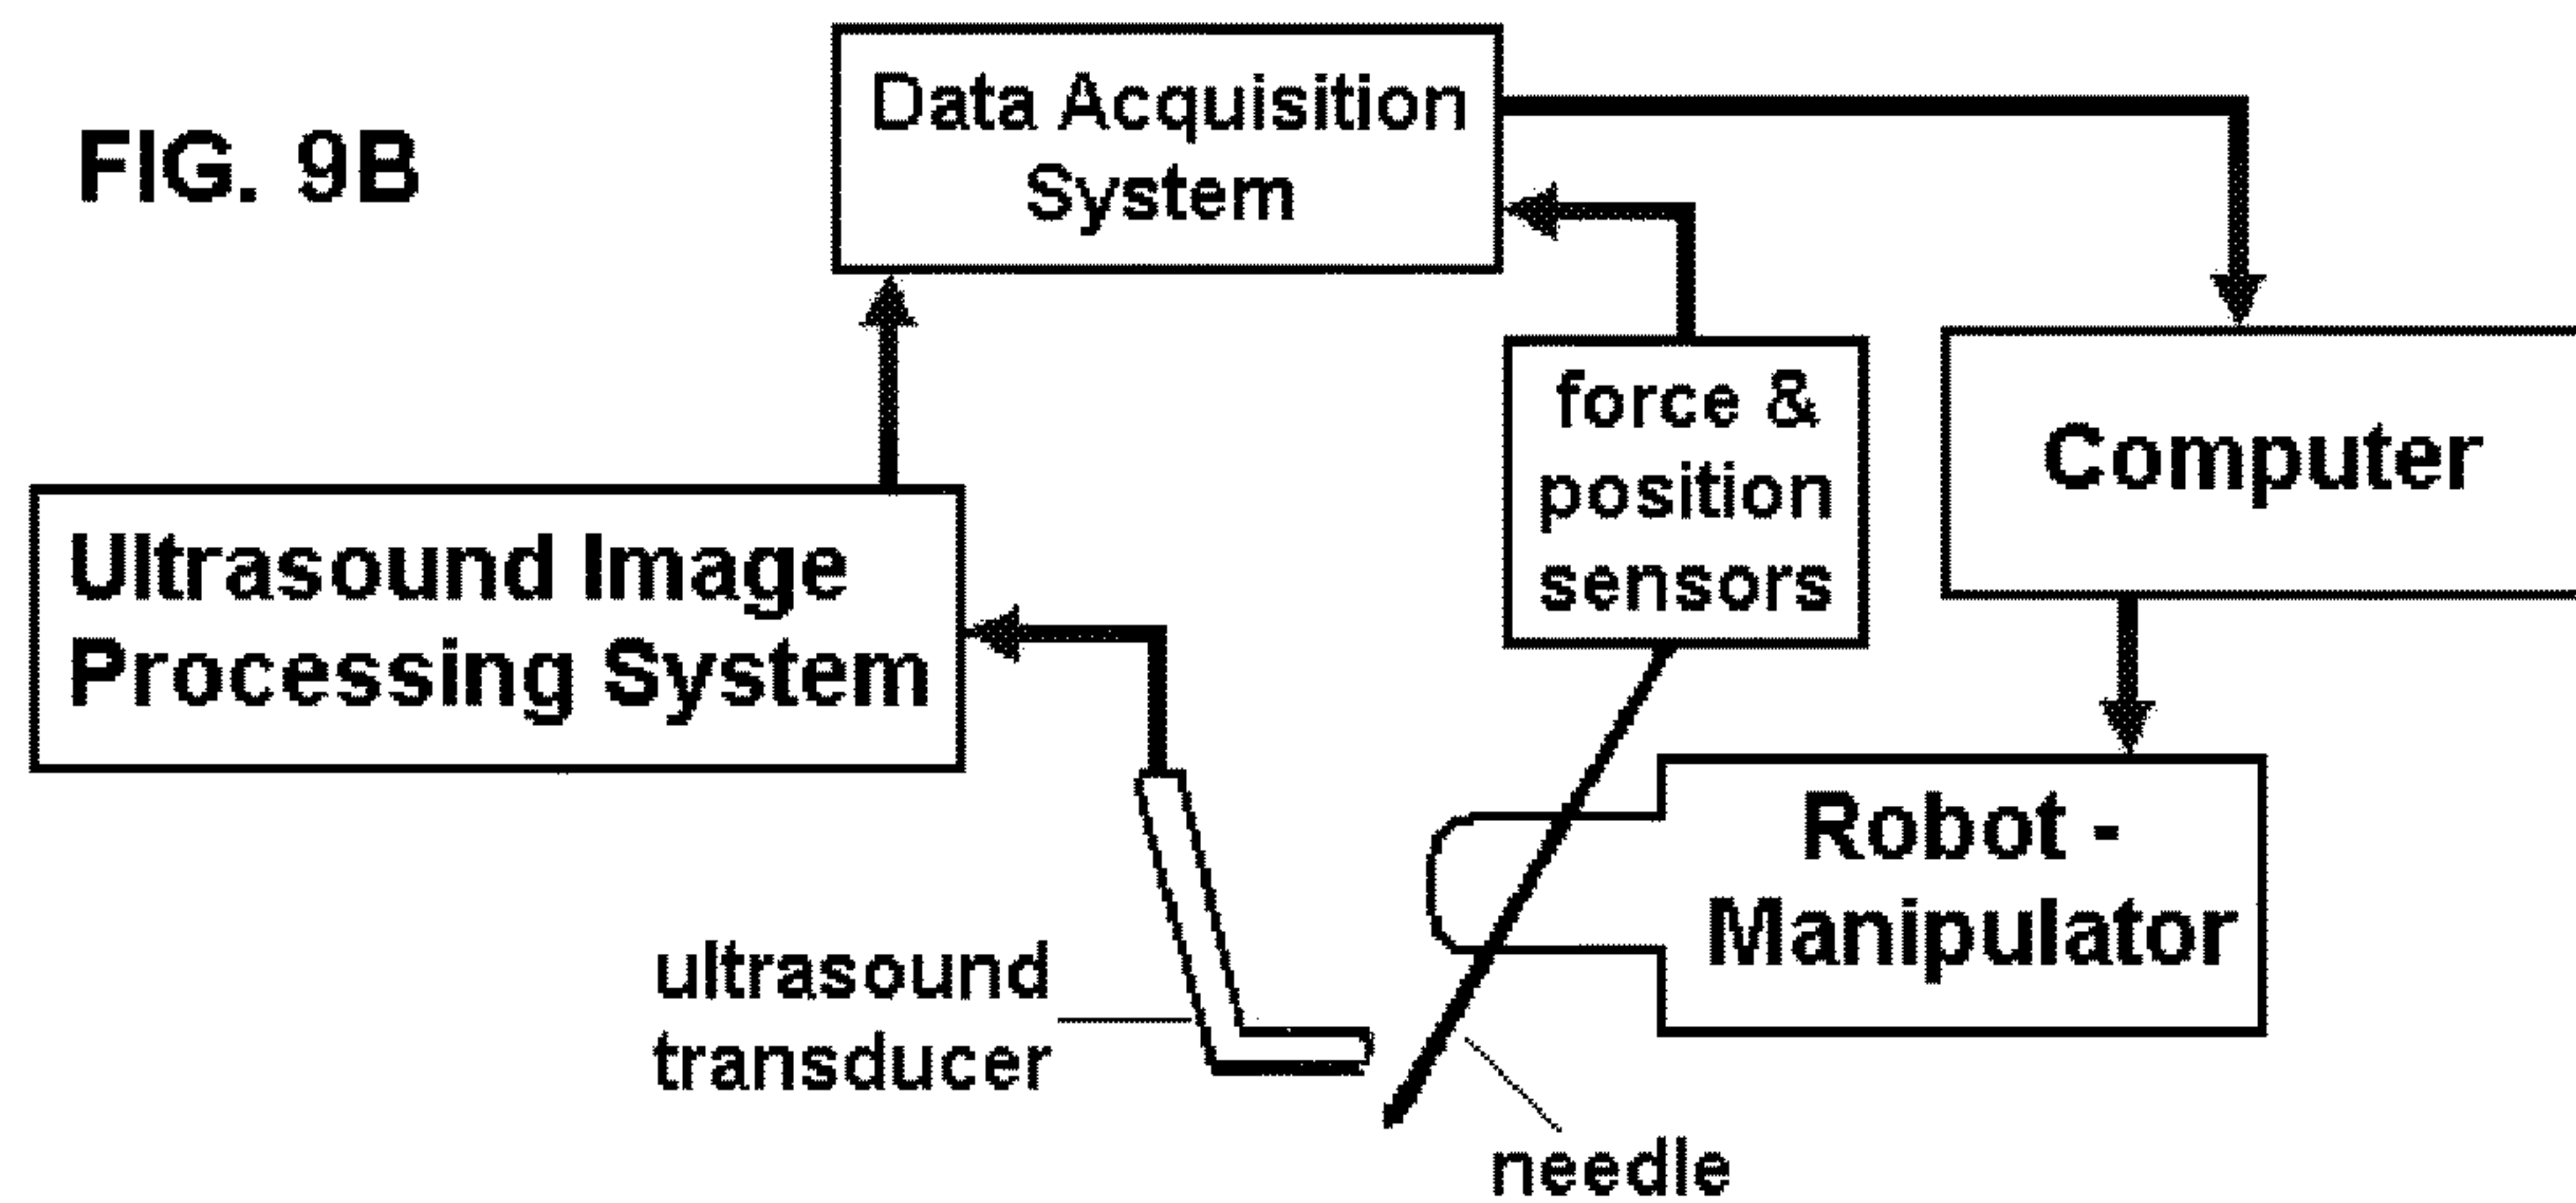 FIG. 9B
Data Acquisition
System
force &
position
sensors
Computer
Ultrasound Image
Processing System
Robot -
Manipulator
ultrasound
transducer
needle